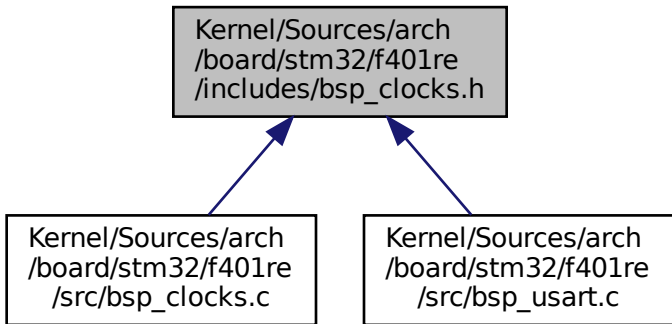 Kernel/Sources/arch
/board/stm32/f401re
/includes/bsp_clocks.h
Kernel/Sources/arch
/board/stm32/f401re
/src/bsp_clocks.c
Kernel/Sources/arch
/board/stm32/f401re
/src/bsp_usart.c